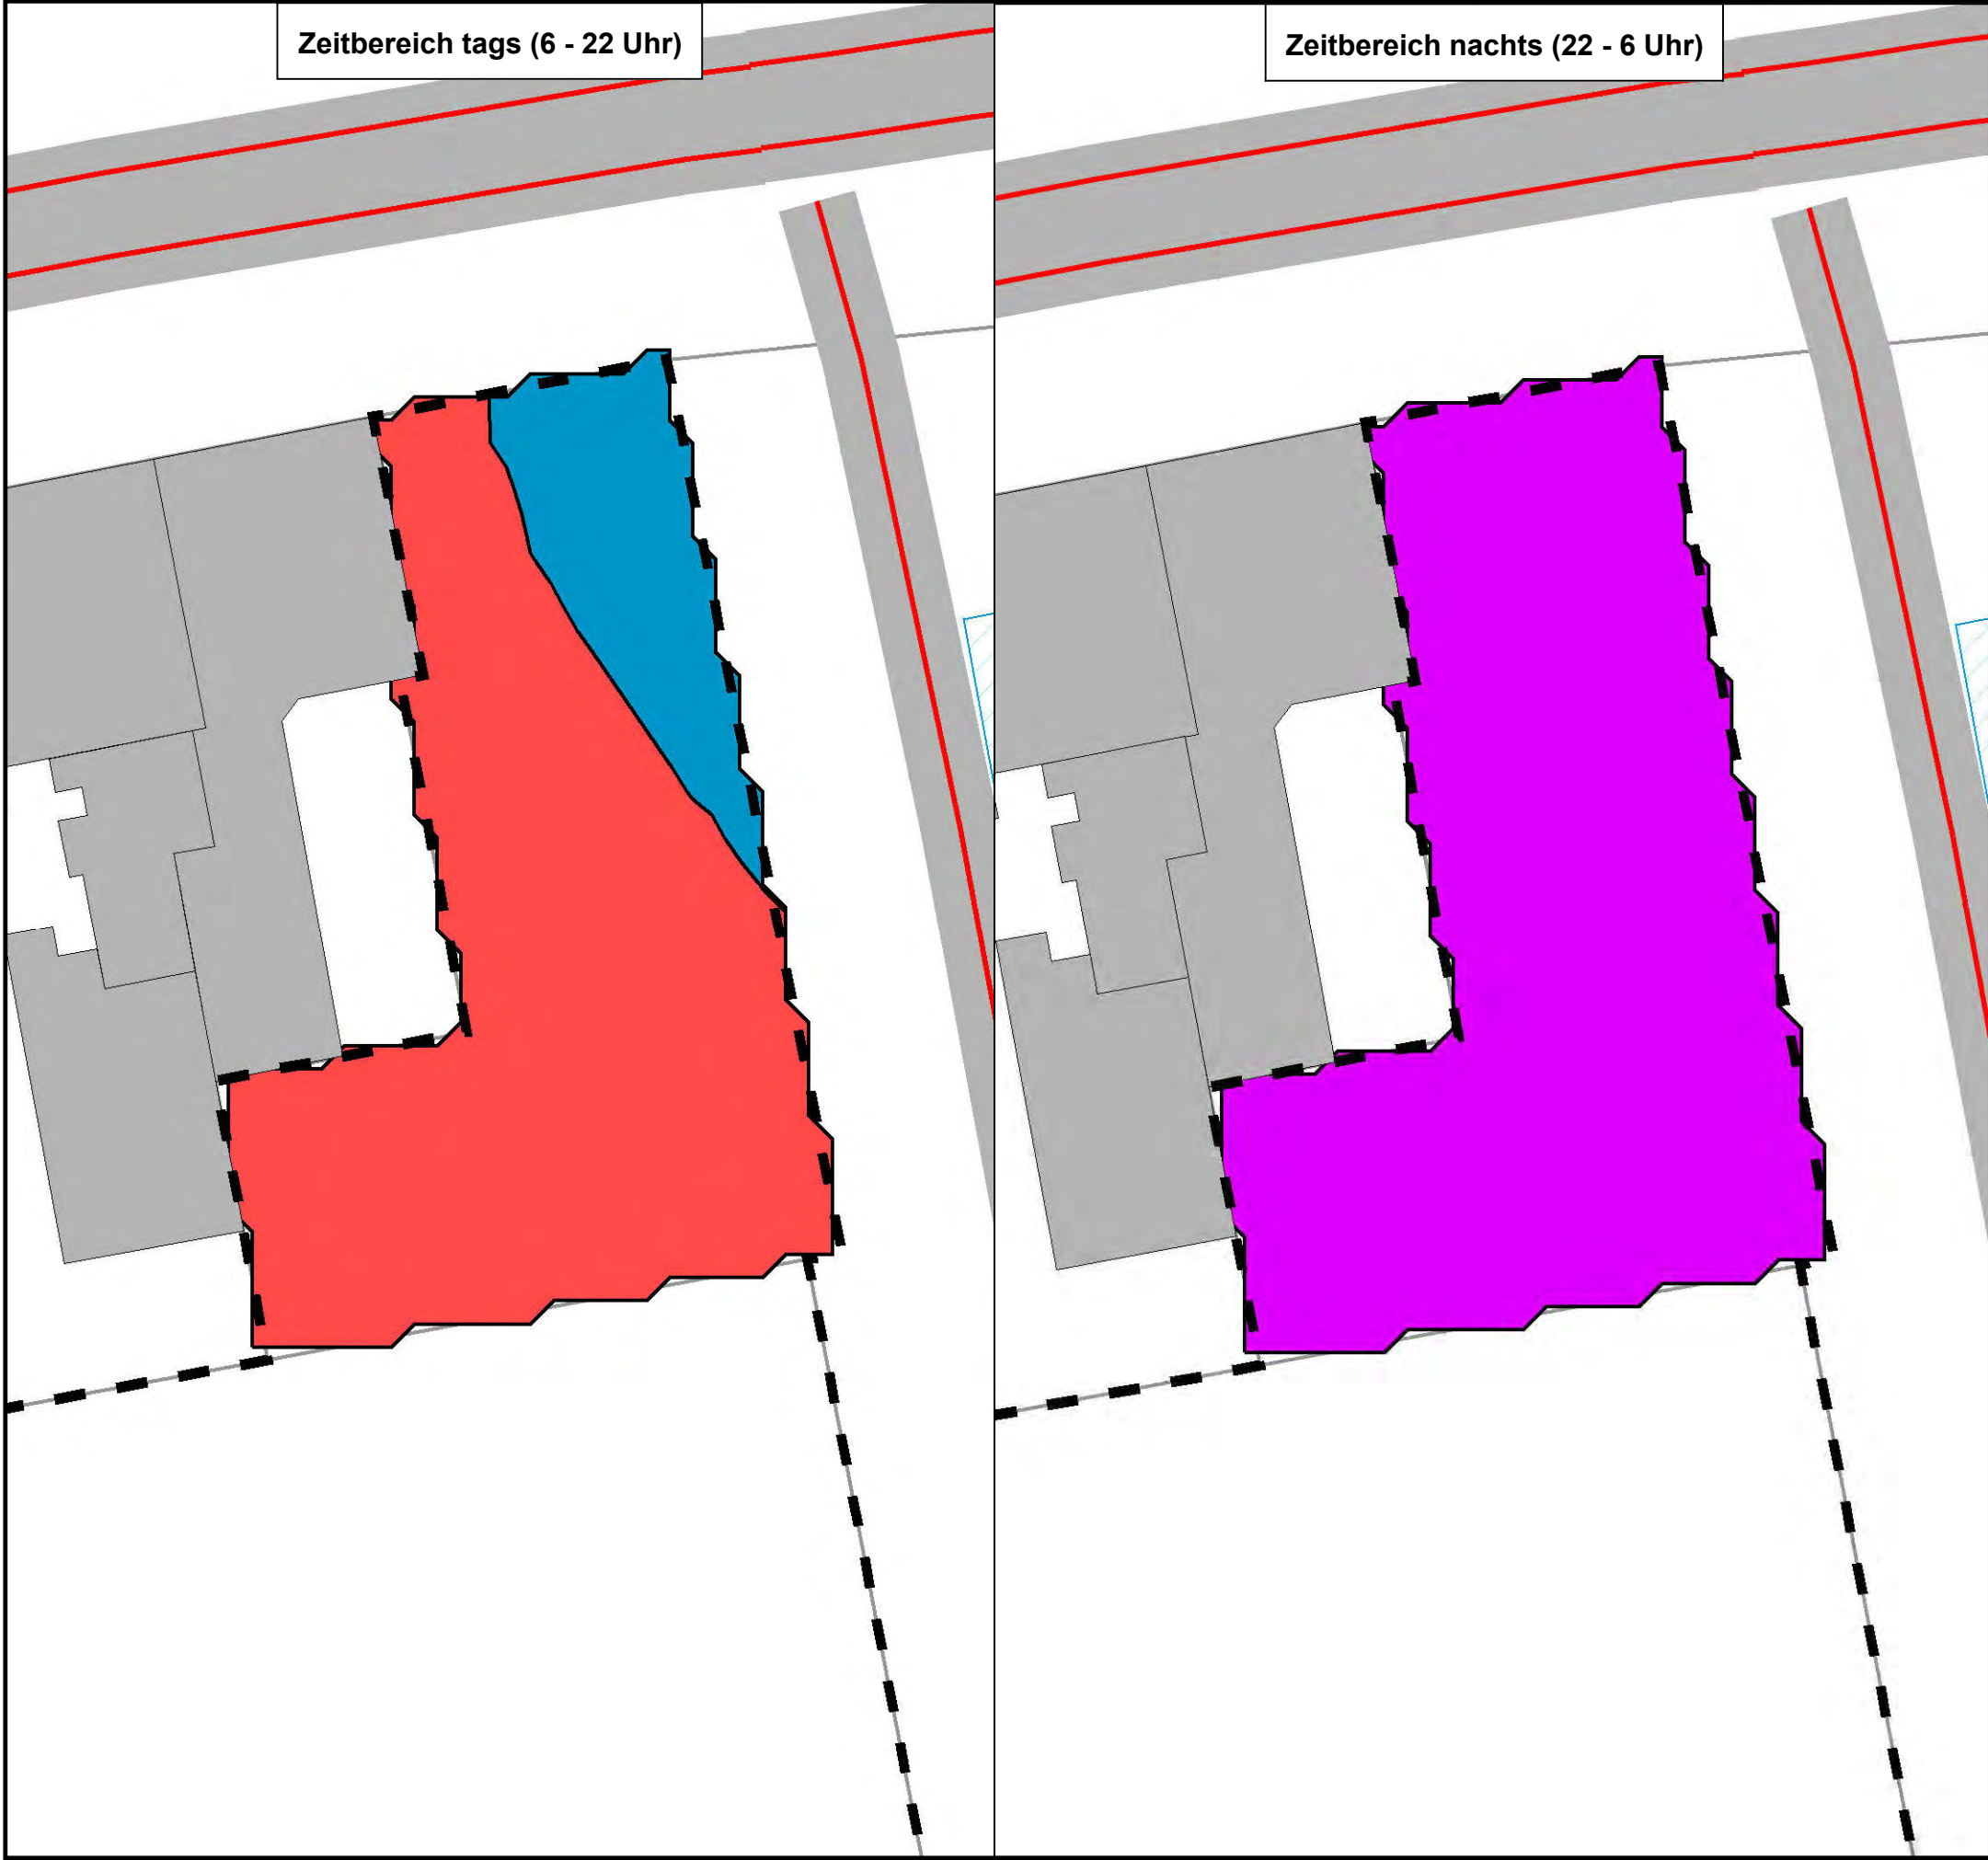 Zeitbereich tags (6 - 22 Uhr)
Zeitbereich nachts (22 - 6 Uhr)